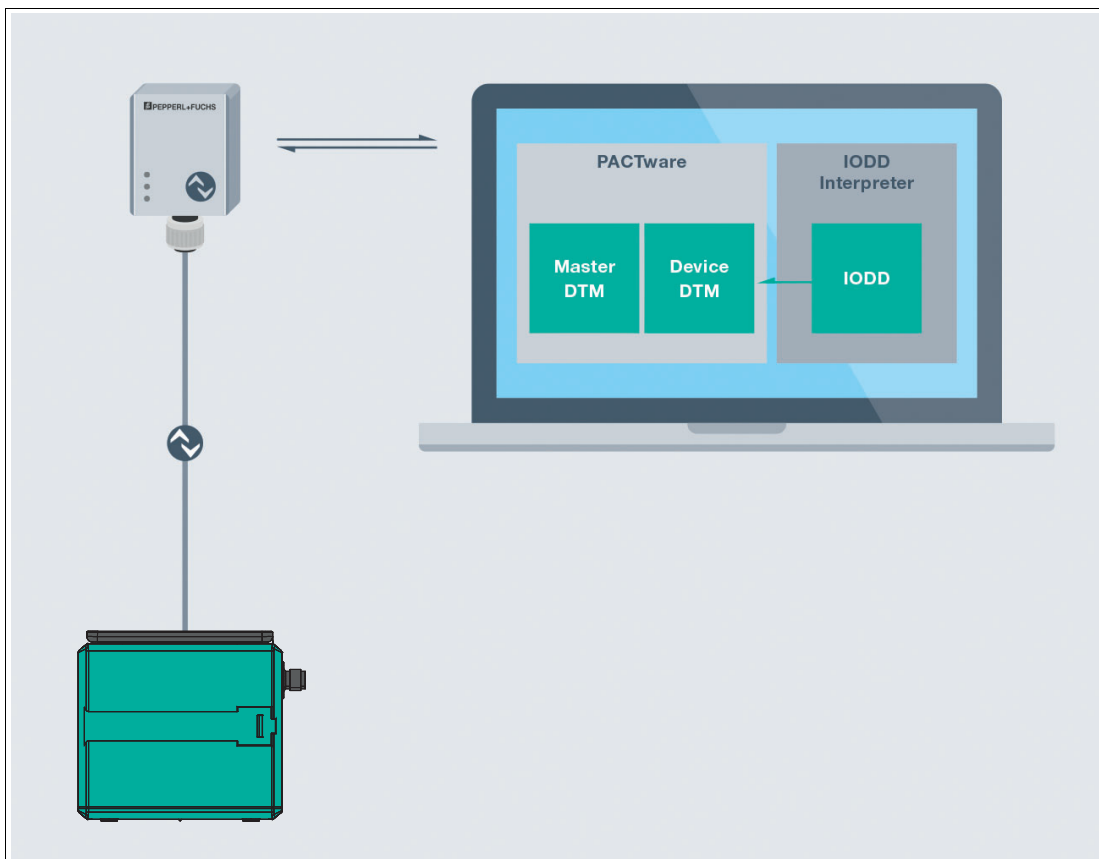 PEPPERL+FUCHS
PACTware
IODD
Interpreter
Master
DTM
Device
DTM
IODD